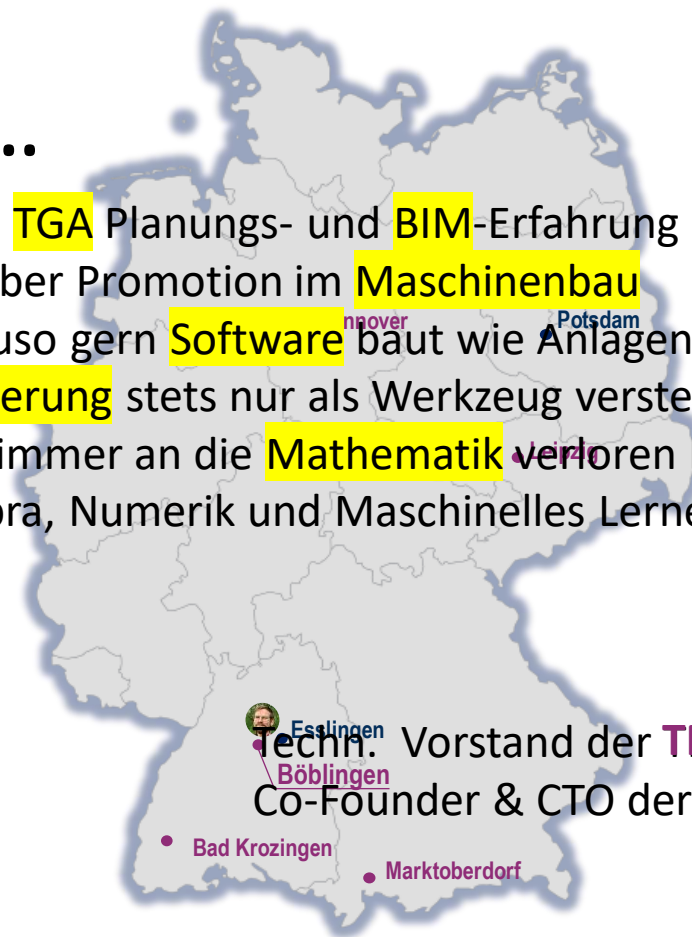 ..
TGA Planungs- und BIM-Erfahrung
ber Promotion im Maschinenbau
nnover
Potsdam
uso gern Software baut wie Anlagen
erung stets nur als Werkzeug verste
immer an die Mathematik verloren
Leipzig
ora, Numerik und Maschinelles Lerne
Esslingen
Techn. Vorstand der
Böblingen
Co-Founder & CTO der
Bad Krozingen
Marktoberdorf